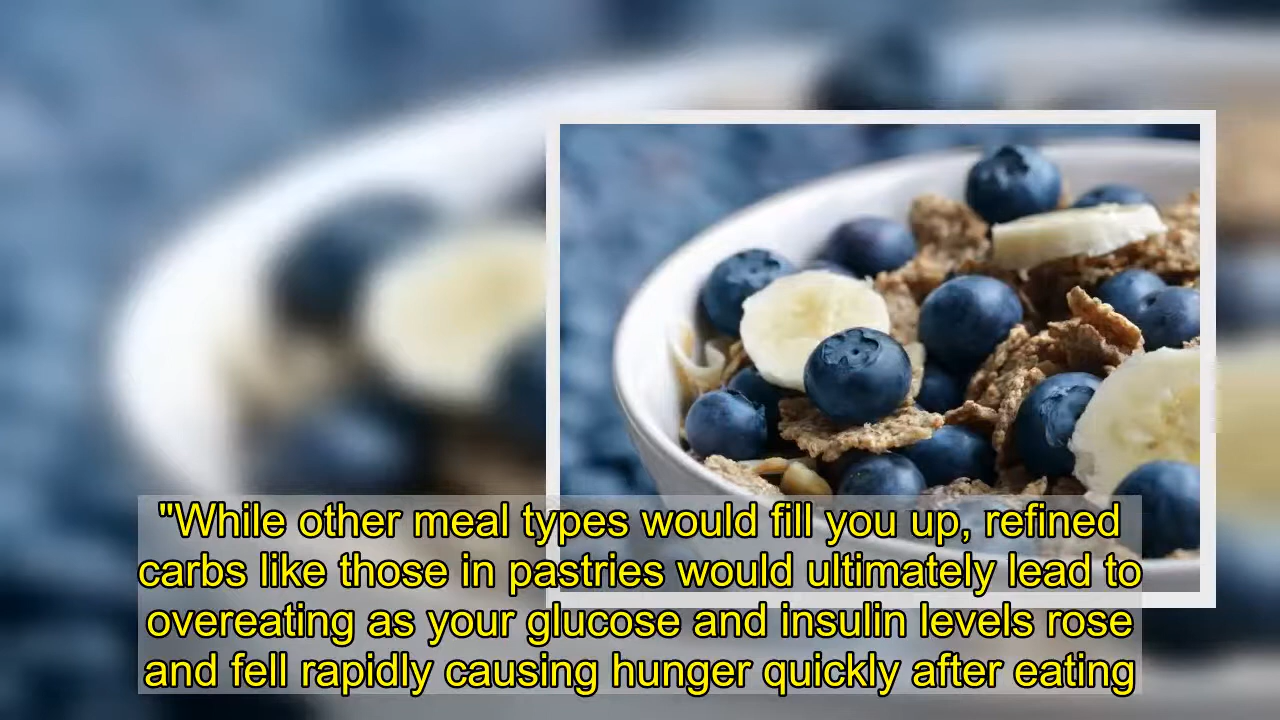 "While other meal types would fill you up, refined
carbs like those in pastries would ultimately lead to
overeating as your glucose and insulin levels rose
and fell rapidly causing hunger quickly after eating